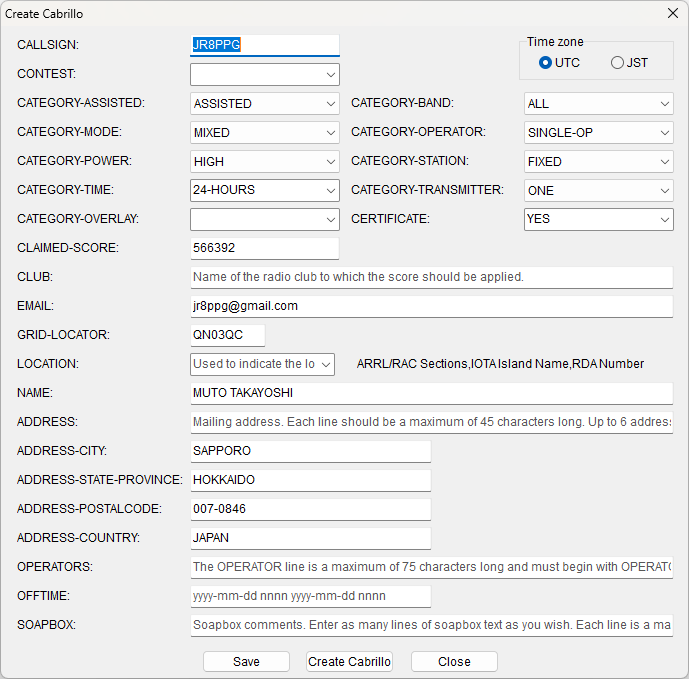 Create Cabrillo
CALLSIGN: JR8PPG
Time zone
UTC JST
CONTEST:
CATEGORY-ASSISTED: ASSISTED CATEGORY-BAND: ALL
CATEGORY-MODE: MIXED CATEGORY-OPERATOR: SINGLE-OP
CATEGORY-POWER: HIGH CATEGORY-STATION: FIXED
CATEGORY-TIME: 24-HOURS CATEGORY-TRANSMITTER: ONE
CATEGORY-OVERLAY: CERTIFICATE: YES
CLAIMED-SCORE: 566392
CLUB: Name of the radio club to which the score should be applied.
EMAIL: jr8ppg@gmail.com
GRID-LOCATOR: QN03QC
LOCATION: Used to indicate the lo ARRL/RAC Sections,IOTA Island Name,RDA Number
NAME: MUTO TAKAYOSHI
ADDRESS: Mailing address. Each line should be a maximum of 45 characters long. Up to 6 address
ADDRESS-CITY: SAPPORO
ADDRESS-STATE-PROVINCE: HOKKAIDO
ADDRESS-POSTALCODE: 007-0846
ADDRESS-COUNTRY: JAPAN
OPERATORS: The OPERATOR line is a maximum of 75 characters long and must begin with OPERATO
OFFTIME: yyyy-mm-dd nnnn yyyy-mm-dd nnnn
SOAPBOX: Soapbox comments. Enter as many lines of soapbox text as you wish. Each line is a ma
Save Create Cabrillo Close